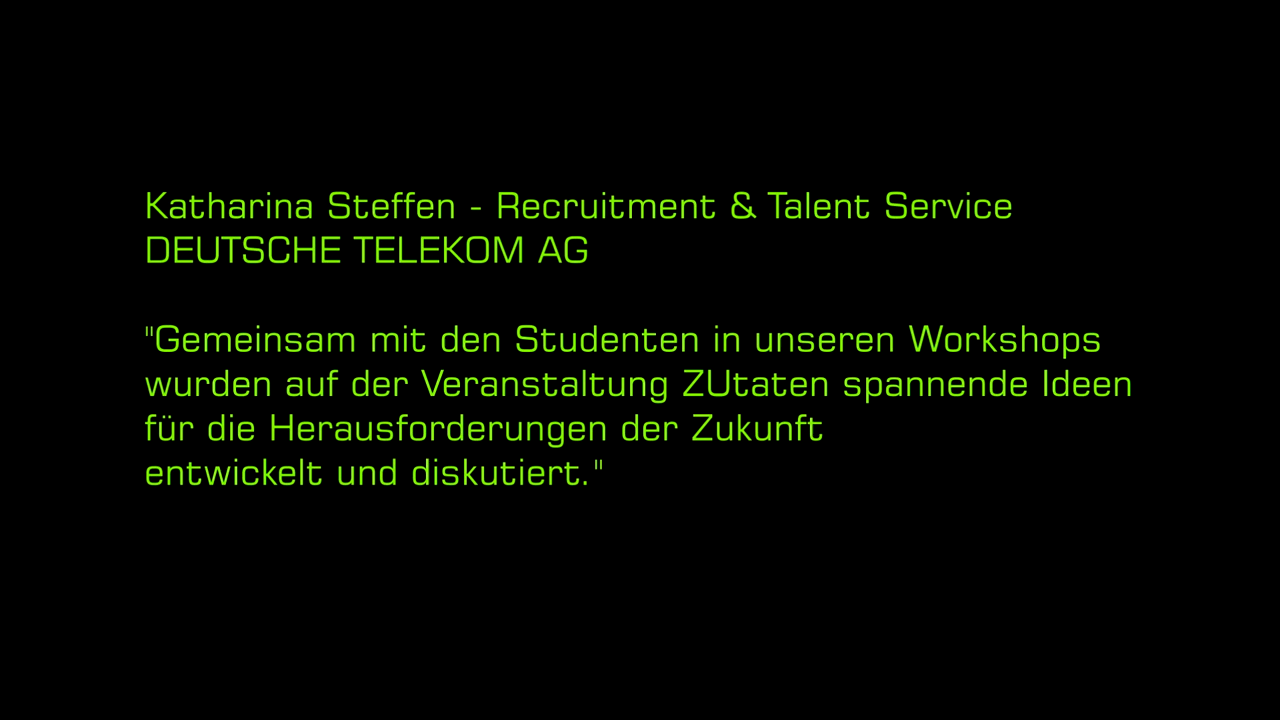 Katharina Steffen - Recruitment & Talent Service
DEUTSCHE TELEKOM AG
"Gemeinsam mit den Studenten in unseren Workshops
wurden auf der Veranstaltung ZUtaten spannende Ideen
für die Herausforderungen der Zukunft
entwickelt und diskutiert."